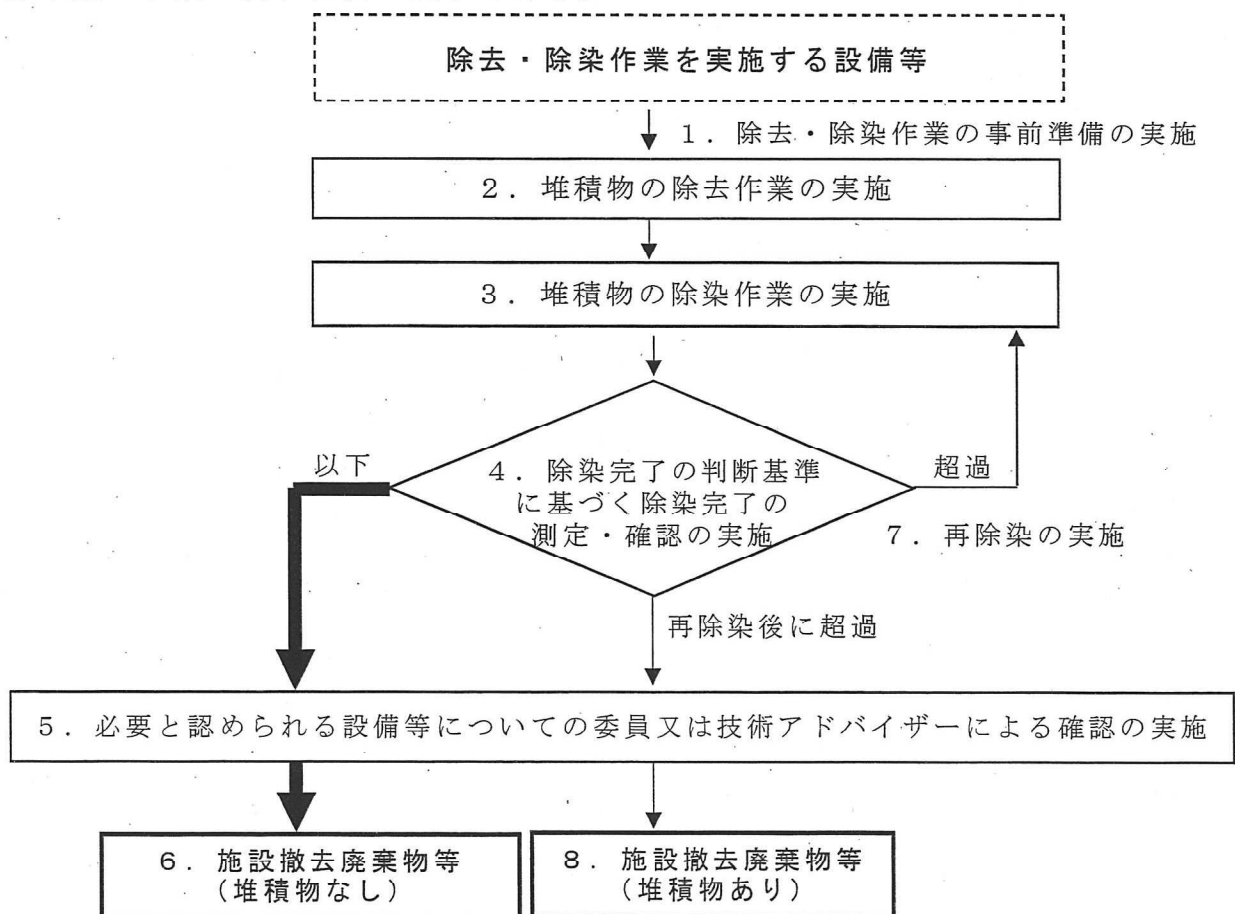 除去・除染作業を実施する設備等
１．除去・除染作業の事前準備の実施
２．堆積物の除去作業の実施
３．堆積物の除染作業の実施
以下
４．除染完了の判断基準
に基づく除染完了の
測定・確認の実施
超過
７．再除染の実施
再除染後に超過
５．必要と認められる設備等についての委員又は技術アドバイザーによる確認の実施
６．施設撤去廃棄物等
（堆積物なし）
８．施設撤去廃棄物等
（堆積物あり）